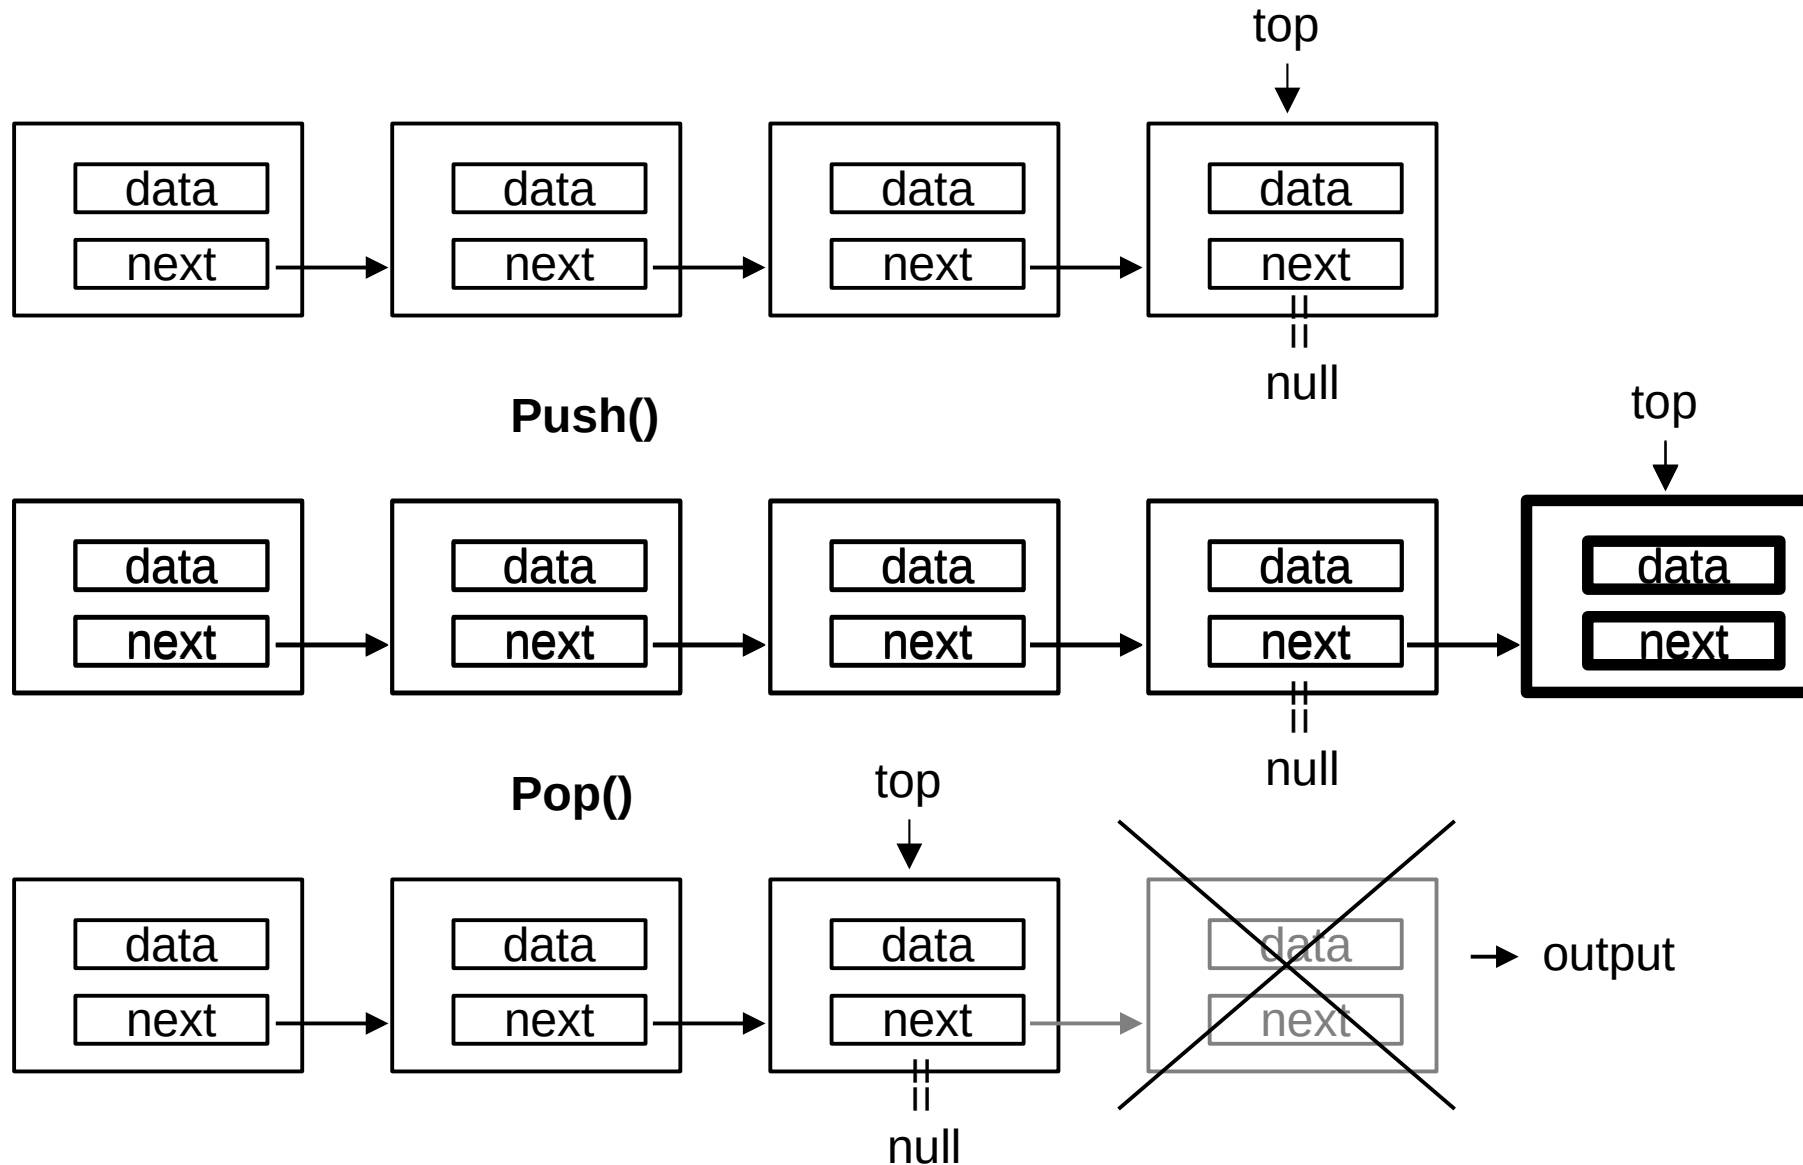 top
data data data data
next next next next
null
Push()
top
data data data data data
next next next next next
null
Pop()
top
data data data data
output
next next next next
null